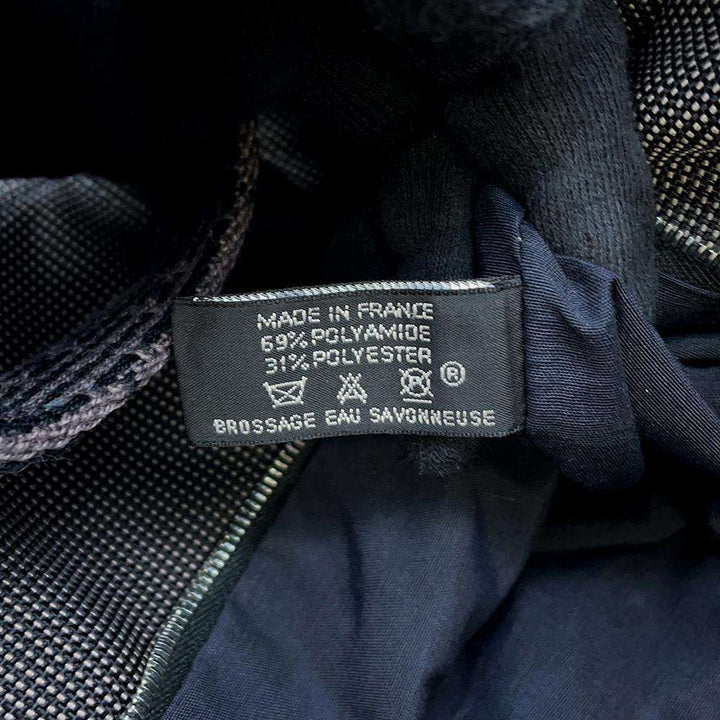 MADE IN FRANCE
69% POLYAMIDE
31% POLYESTER
®
BROSSAGE EAU SAVONNEUSE